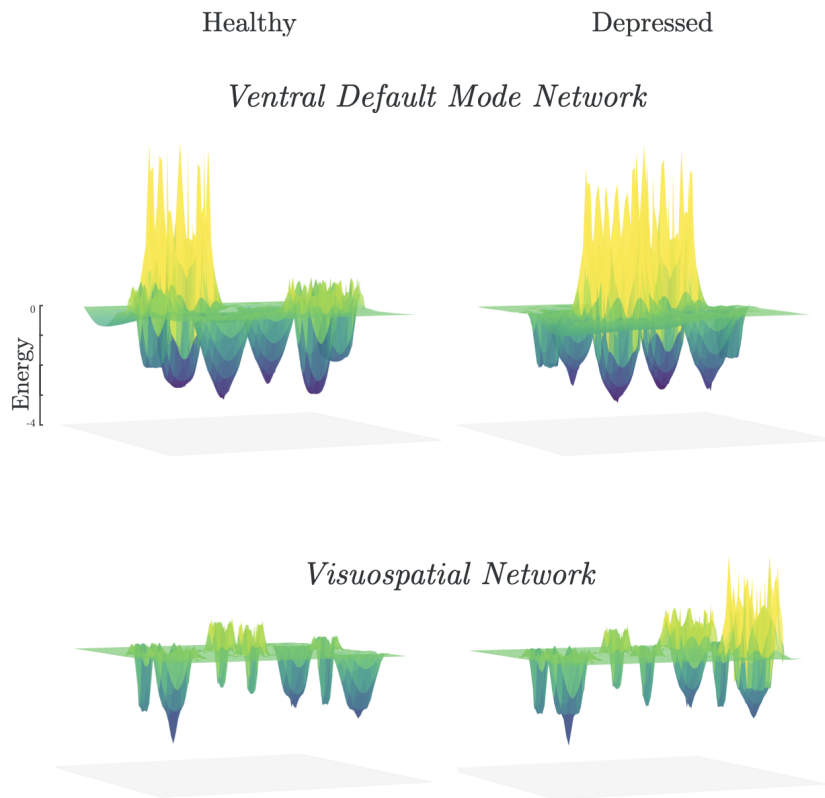 Healthy
Depressed
Ventral Default Mode Network
0
Energy
-4
Visuospatial Network